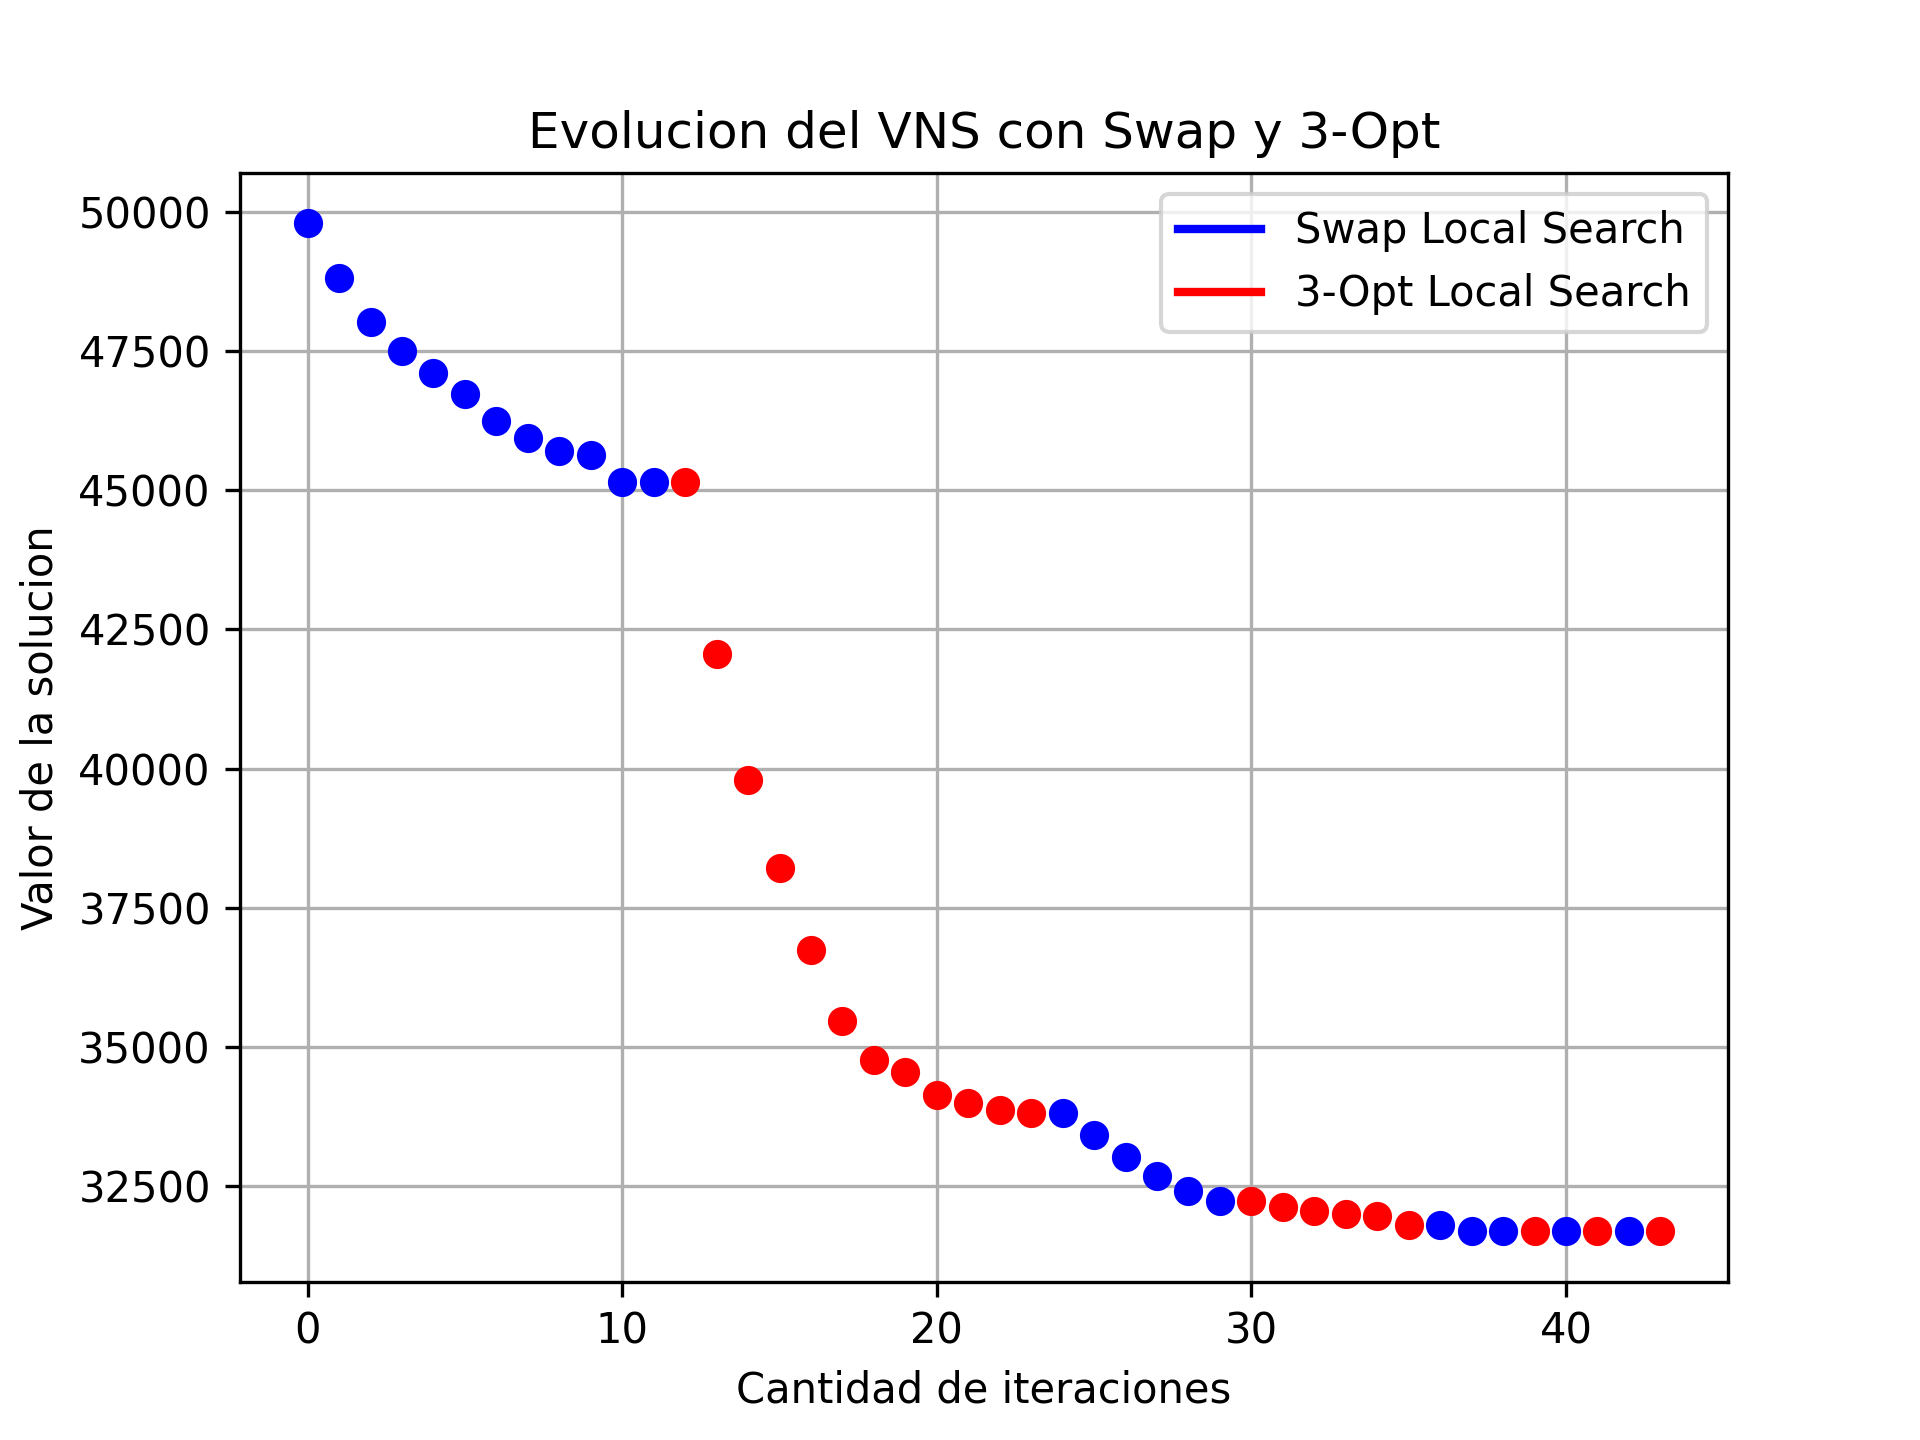 Evolucion del VNS con Swap y 3-Opt
Swap Local Search
3-Opt Local Search
Valor de la solucion
50000
47500
45000
42500
40000
37500
35000
32500
0 10 20 30 40
Cantidad de iteraciones